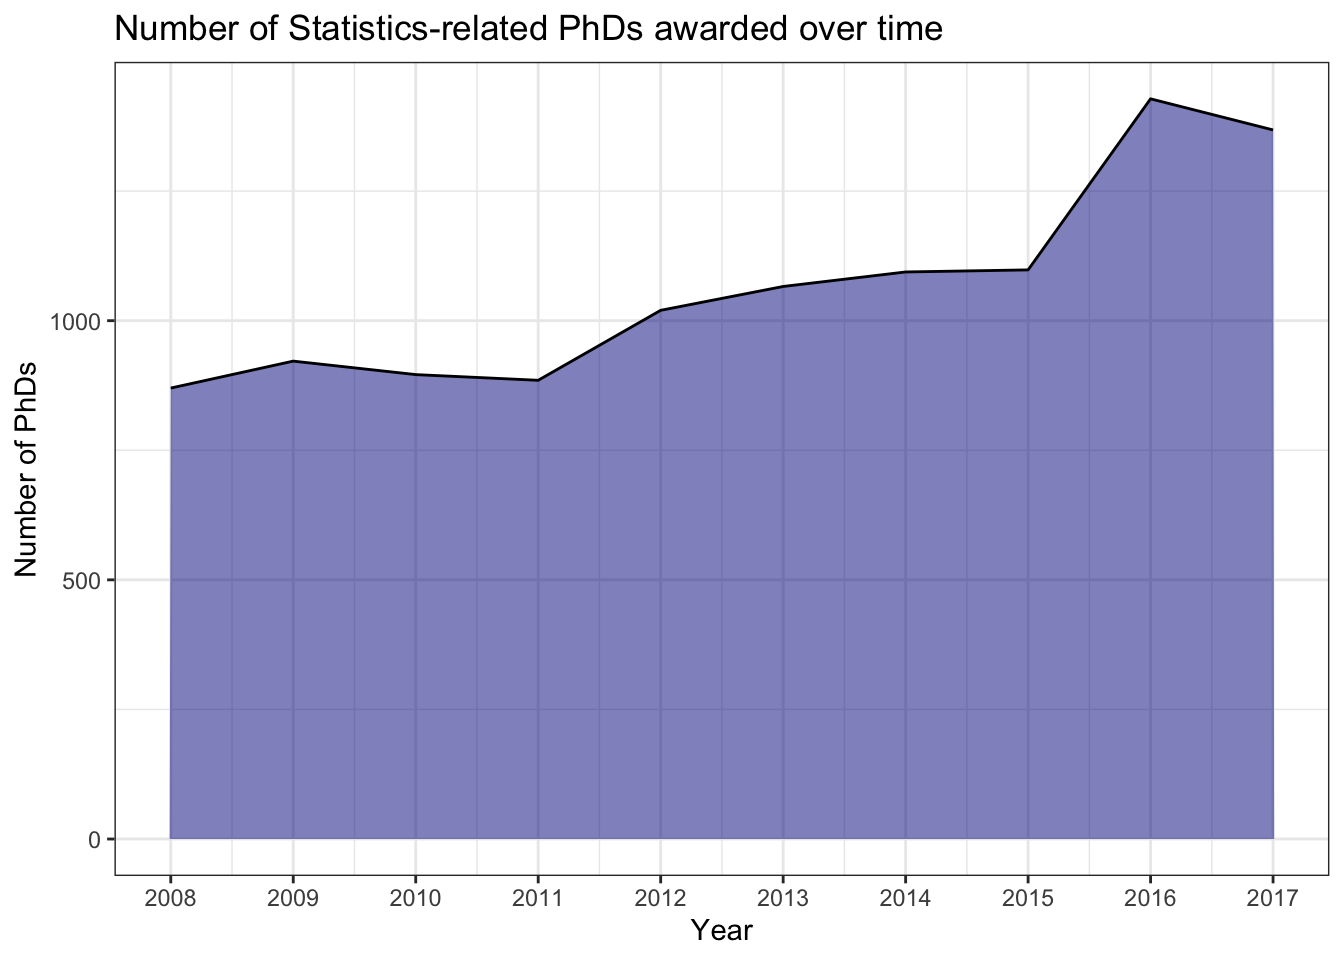 Number of Statistics-related PhDs awarded over time
Number of PhDs
1000
500
0
2008 2009 2010 2011 2012 2013 2014 2015 2016 2017
Year